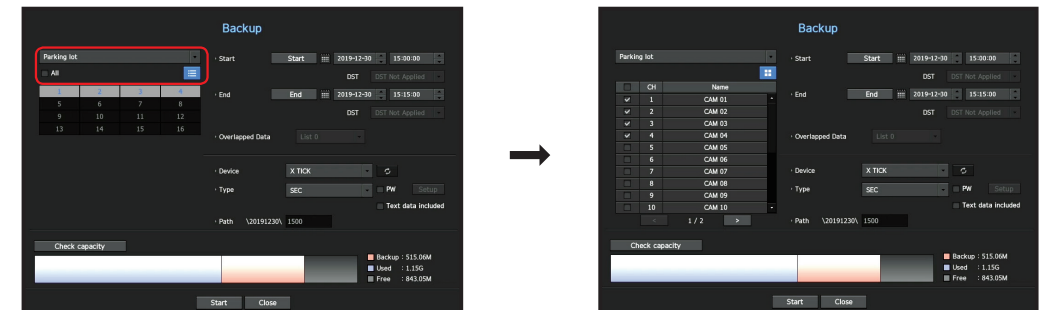 Backup
Parking lot
All
1 2 3 4
5 6 7 8
9 10 11 12
13 14 15 16
· Start Start 2019-12-30 15:00:00
DST DST Not Applied
· End End 2019-12-30 15:15:00
DST DST Not Applied
· Overlapped Data List 0
· Device X TICK
· Type SEC PW Setup
Text data included
· Path \20191230\ 1500
Check capacity
Backup : 515.06M
Used : 1.15G
Free : 843.05M
Start Close
Backup
Parking lot
CH Name
1 CAM 01
2 CAM 02
3 CAM 03
4 CAM 04
5 CAM 05
6 CAM 06
7 CAM 07
8 CAM 08
9 CAM 09
10 CAM 10
< 1 / 2 >
· Start Start 2019-12-30 15:00:00
DST DST Not Applied
· End End 2019-12-30 15:15:00
DST DST Not Applied
· Overlapped Data List 0
· Device X TICK
· Type SEC PW Setup
Text data included
· Path \20191230\ 1500
Check capacity
Backup : 515.06M
Used : 1.15G
Free : 843.05M
Start Close